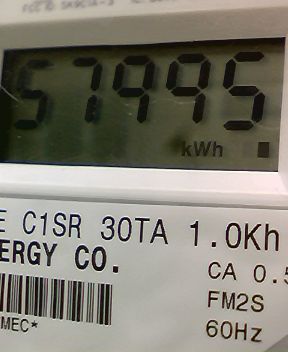 57995
kWh
E C1SR 30TA 1.0Kh
ERGY CO.
CA 0.5
FM2S
MEC*
60Hz